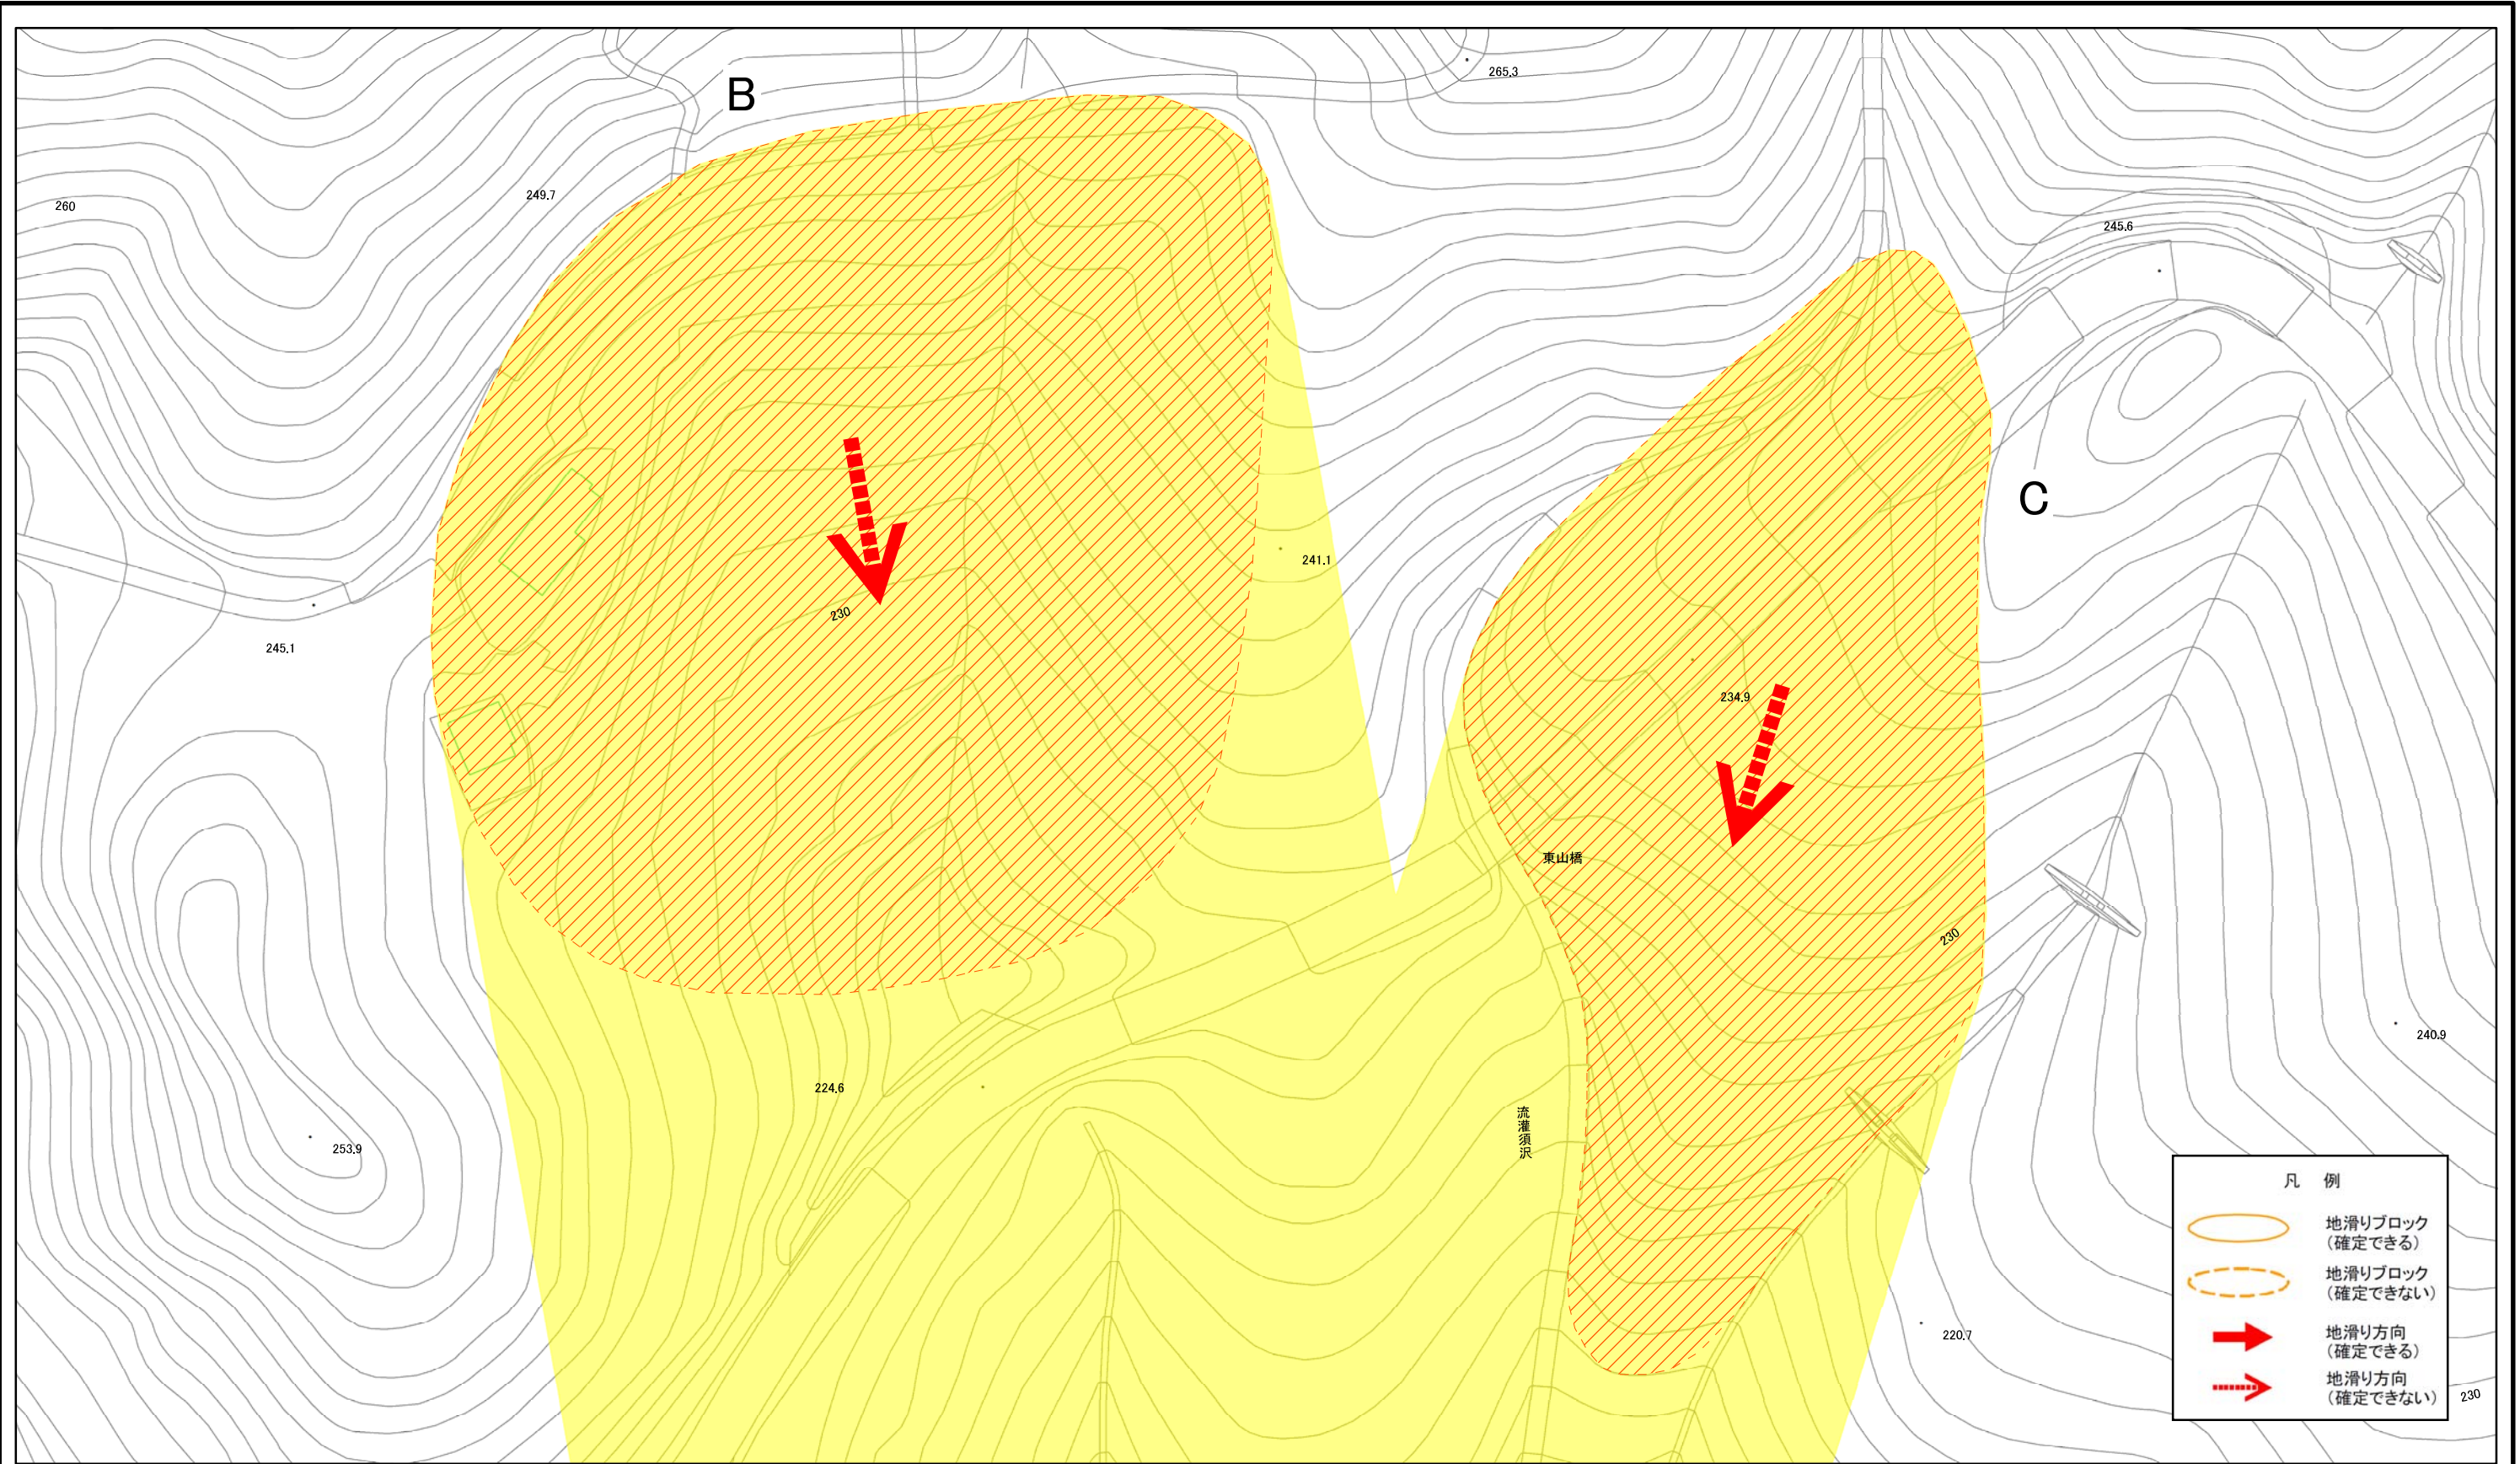 265.3
B
249.7
260
245.6
C
241.1
230
245.1
234.9
東山橋
230
240.9
224.6
流灌須沢
253.9
220.7
230
凡 例
地滑りブロック
(確定できる)
地滑りブロック
(確定できない)
地滑り方向
(確定できる)
地滑り方向
(確定できない)